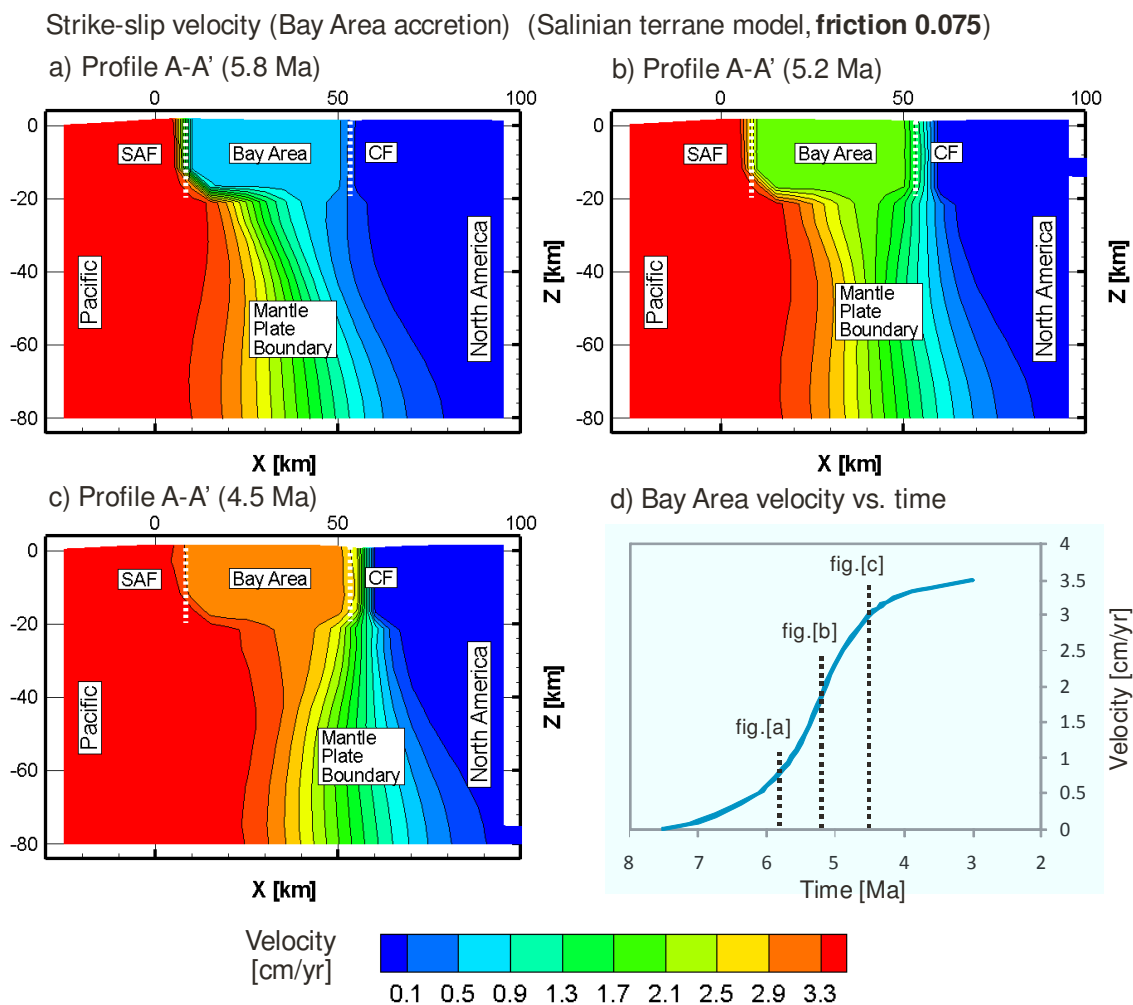 Strike-slip velocity (Bay Area accretion) (Salinian terrane model, friction 0.075)
a) Profile A-A' (5.8 Ma)
0 50 100
0
-20
-40
-60
-80
SAF
Bay Area
CF
Pacific
Mantle
Plate
Boundary
North America
Z [km]
X [km]
b) Profile A-A' (5.2 Ma)
0 50 100
0
-20
-40
-60
-80
SAF
Bay Area
CF
Pacific
Mantle
Plate
Boundary
North America
Z [km]
X [km]
c) Profile A-A' (4.5 Ma)
0 50 100
0
-20
-40
-60
-80
SAF
Bay Area
CF
Pacific
Mantle
Plate
Boundary
North America
Z [km]
X [km]
d) Bay Area velocity vs. time
fig.[a]
fig.[b]
fig.[c]
4
3.5
3
2.5
2
1.5
1
0.5
0
Velocity [cm/yr]
8 7 6 5 4 3 2
Time [Ma]
Velocity
[cm/yr]
0.1 0.5 0.9 1.3 1.7 2.1 2.5 2.9 3.3